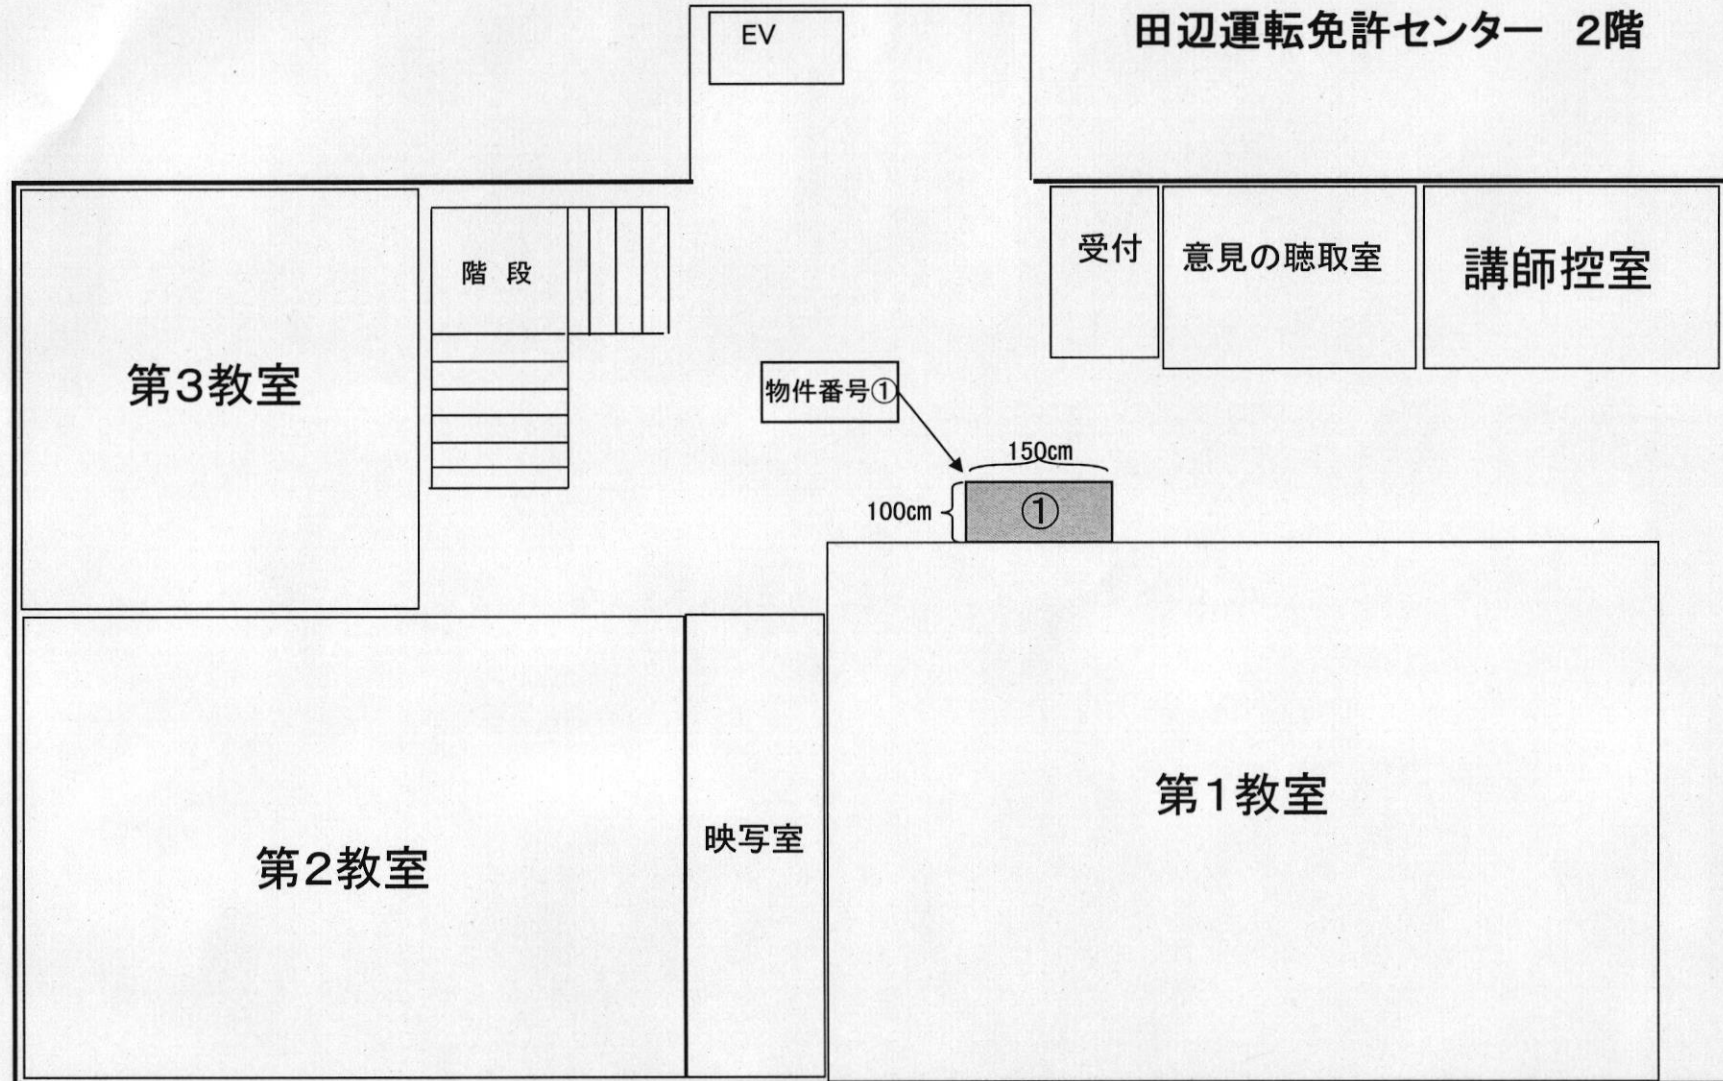 田辺運転免許センター 2階
EV
受付
意見の聴取室
講師控室
階 段
第3教室
物件番号①
150cm
100cm
①
第1教室
映写室
第2教室